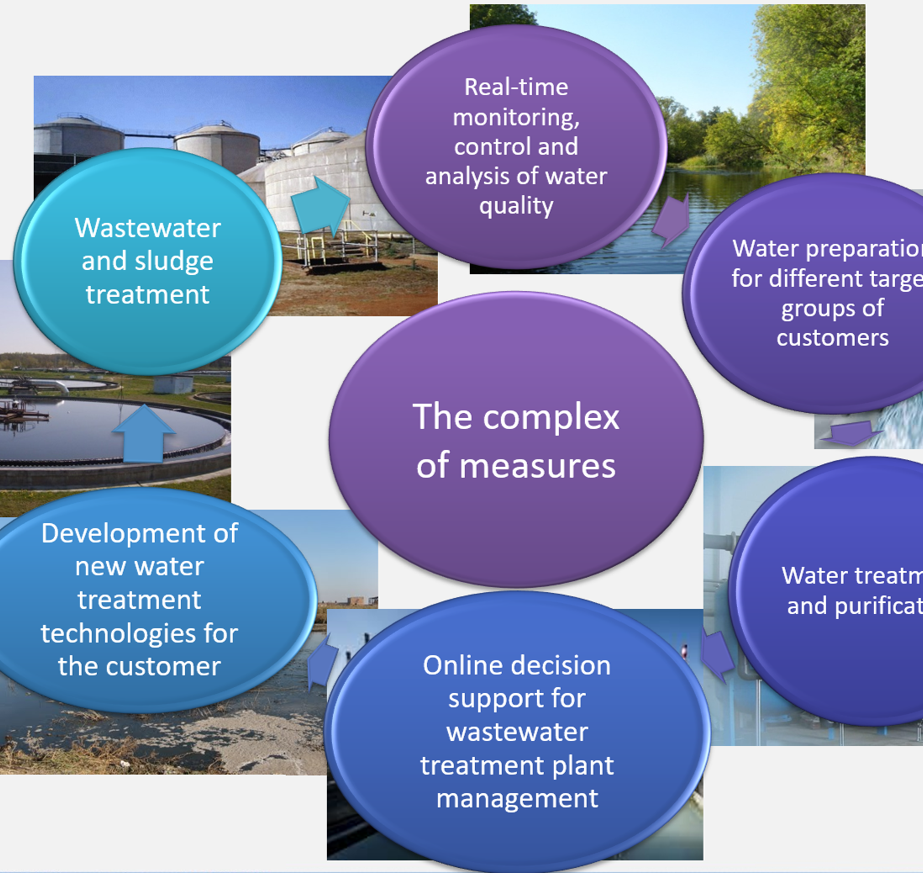 Real-time
monitoring,
control and
analysis of water
quality
Wastewater
and sludge
treatment
Water preparatio
for different targe
groups of
customers
The complex
of measures
Development of
new water
treatment
technologies for
the customer
Water treatm
and purificat
Online decision
support for
wastewater
treatment plant
management